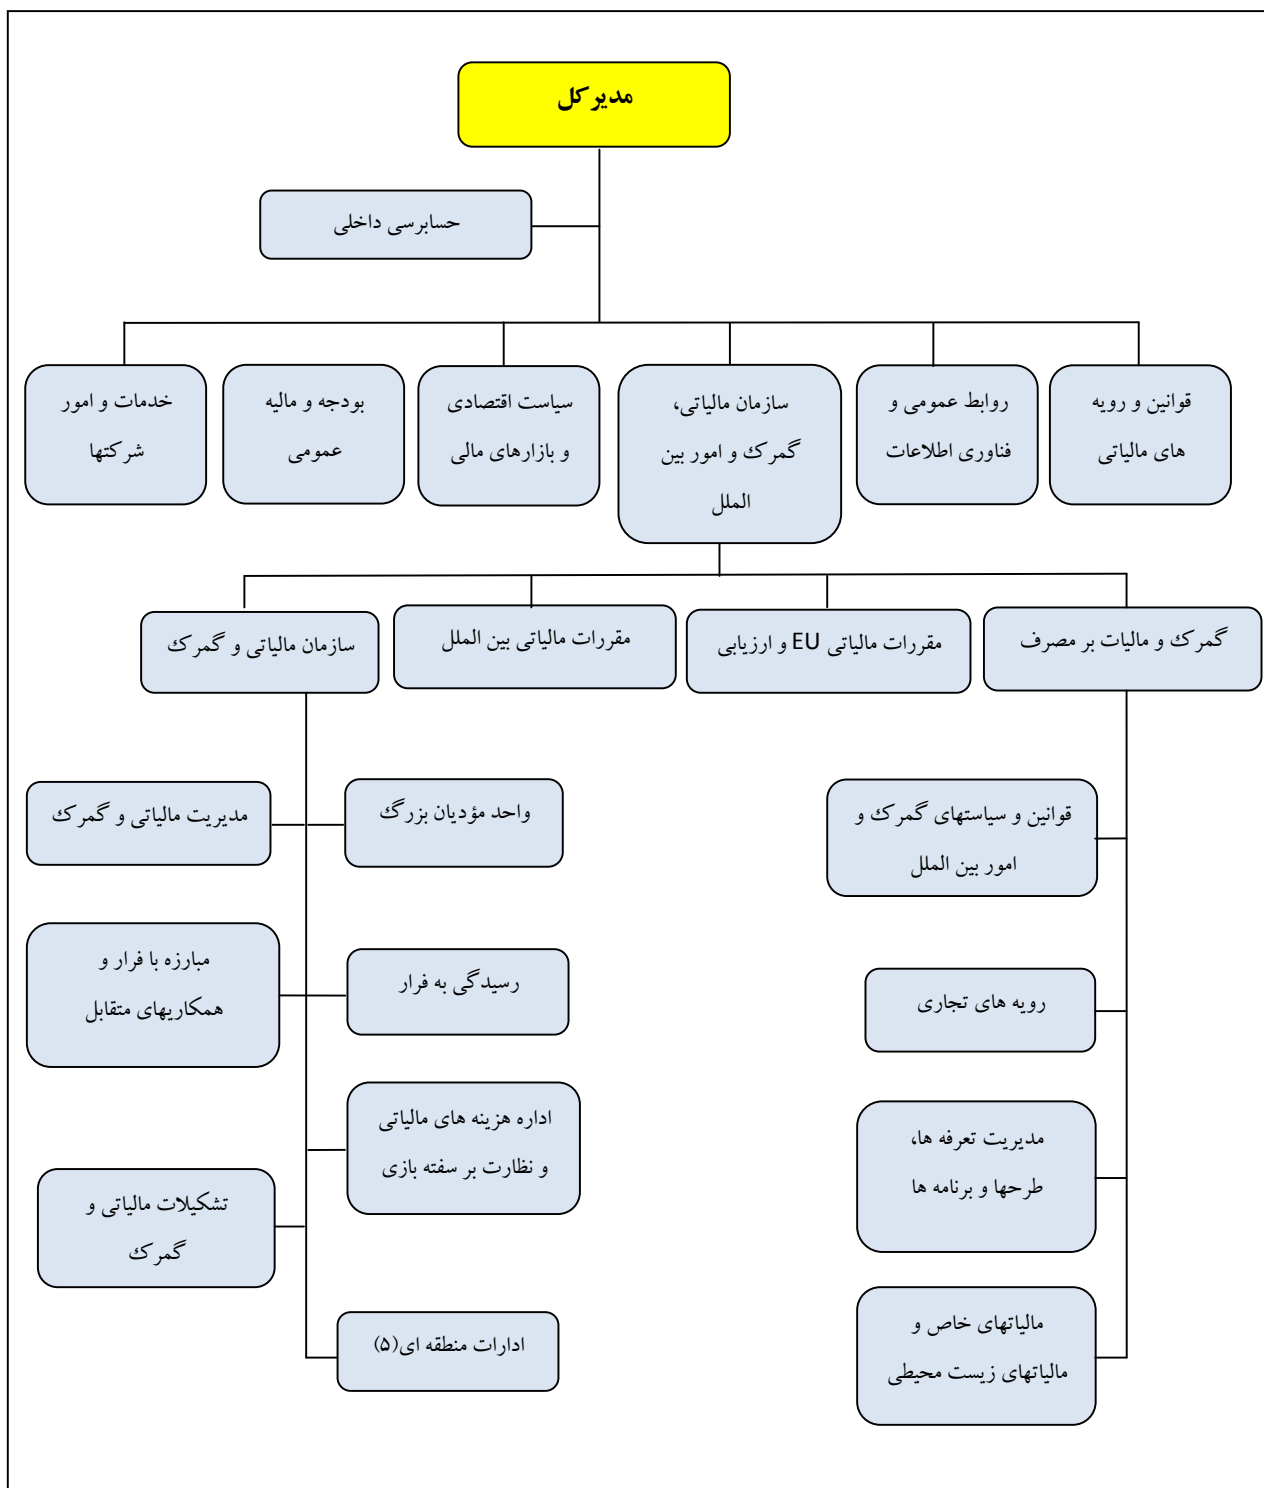 مدیرکل
حسابرسی داخلی
قوانین و رویه
های مالیاتی
روابط عمومی و
فناوری اطلاعات
سازمان مالیاتی،
گمرک و امور بین
الملل
سیاست اقتصادی
و بازارهای مالی
بودجه و مالیه
عمومی
خدمات و امور
شرکتها
گمرک و مالیات بر مصرف
مقررات مالیاتی EU و ارزیابی
مقررات مالیاتی بین الملل
سازمان مالیاتی و گمرک
قوانین و سیاستهای گمرک و
امور بین الملل
رویه های تجاری
مدیریت تعرفه ها،
طرحها و برنامه ها
مالیاتهای خاص و
مالیاتهای زیست محیطی
واحد مؤدیان بزرگ
مدیریت مالیاتی و گمرک
رسیدگی به فرار
مبارزه با فرار و
همکاریهای متقابل
اداره هزینه های مالیاتی
و نظارت بر سفته بازی
تشکیلات مالیاتی و
گمرک
ادارات منطقه ای(۵)